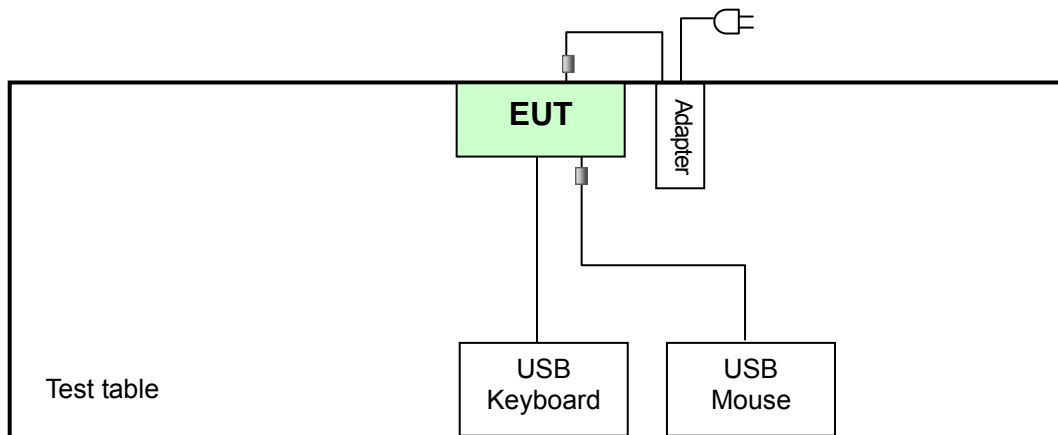 EUT
Adapter
USB
Keyboard
USB
Mouse
Test table